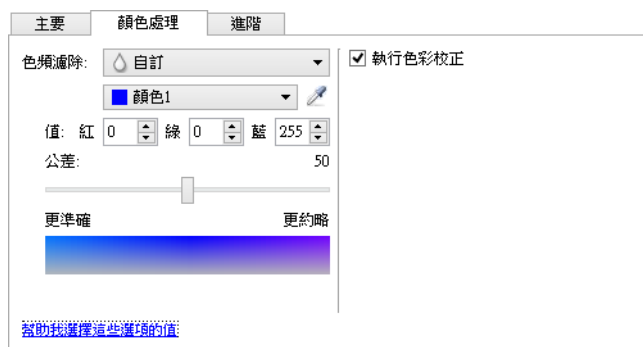 主要 顏色處理 進階
色頻濾除: 自訂
顏色1
值: 紅 0 綠 0 藍 255
公差: 50
更準確 更約略
幫助我選擇這些選項的值
執行色彩校正